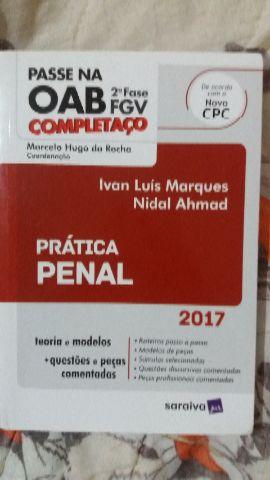 PASSE NA
OAB 2ª Fase
FGV
COMPLETAÇO
Marcelo Hugo da Rocha
Coordenação
De acordo
com o
Novo
CPC
Ivan Luís Marques
Nidal Ahmad
PRÁTICA
PENAL
2017
teoria e modelos
+questões e peças
comentadas
• Roteiros passo a passo
• Modelos de peças
• Súmulas selecionadas
• Questões discursivas comentadas
• Peças profissionais comentadas
saraiva jur